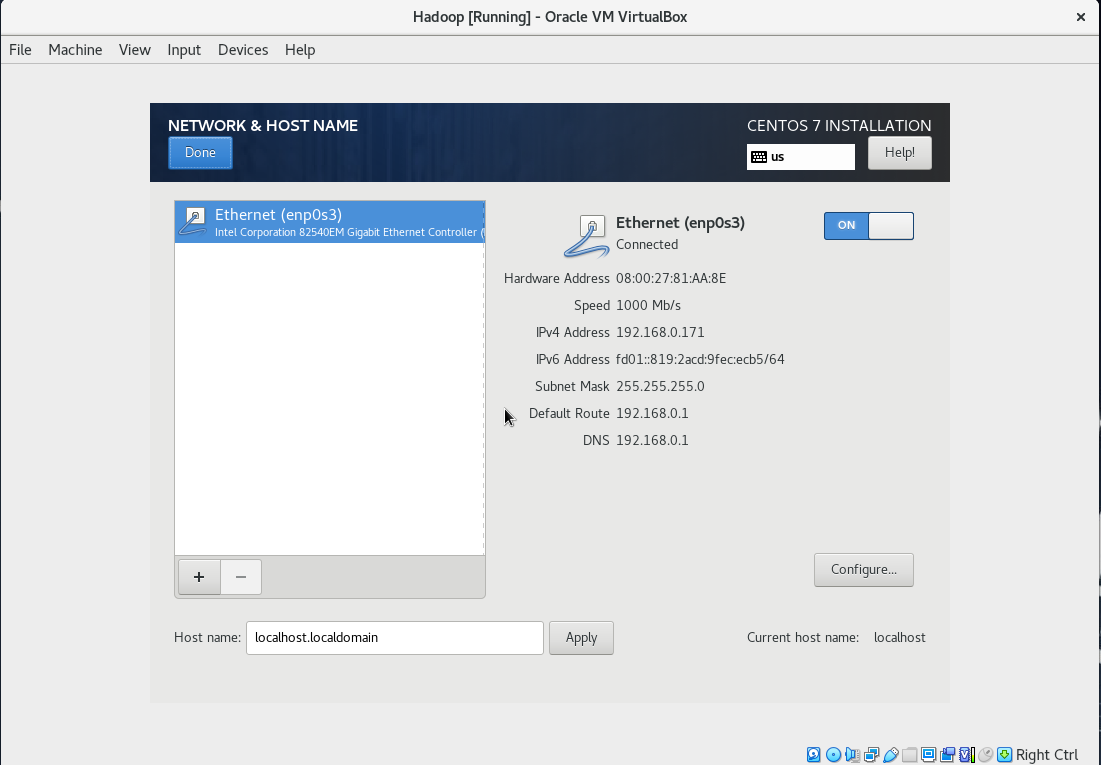 Hadoop [Running] - Oracle VM VirtualBox
File Machine View Input Devices Help
NETWORK & HOST NAME
Done
CENTOS 7 INSTALLATION
us
Help!
Ethernet (enp0s3)
Intel Corporation 82540EM Gigabit Ethernet Controller (
Ethernet (enp0s3)
Connected
ON
Hardware Address 08:00:27:81:AA:8E
Speed 1000 Mb/s
IPv4 Address 192.168.0.171
IPv6 Address fd01::819:2acd:9fec:ecb5/64
Subnet Mask 255.255.255.0
Default Route 192.168.0.1
DNS 192.168.0.1
Configure...
Host name: localhost.localdomain Apply
Current host name: localhost
Right Ctrl